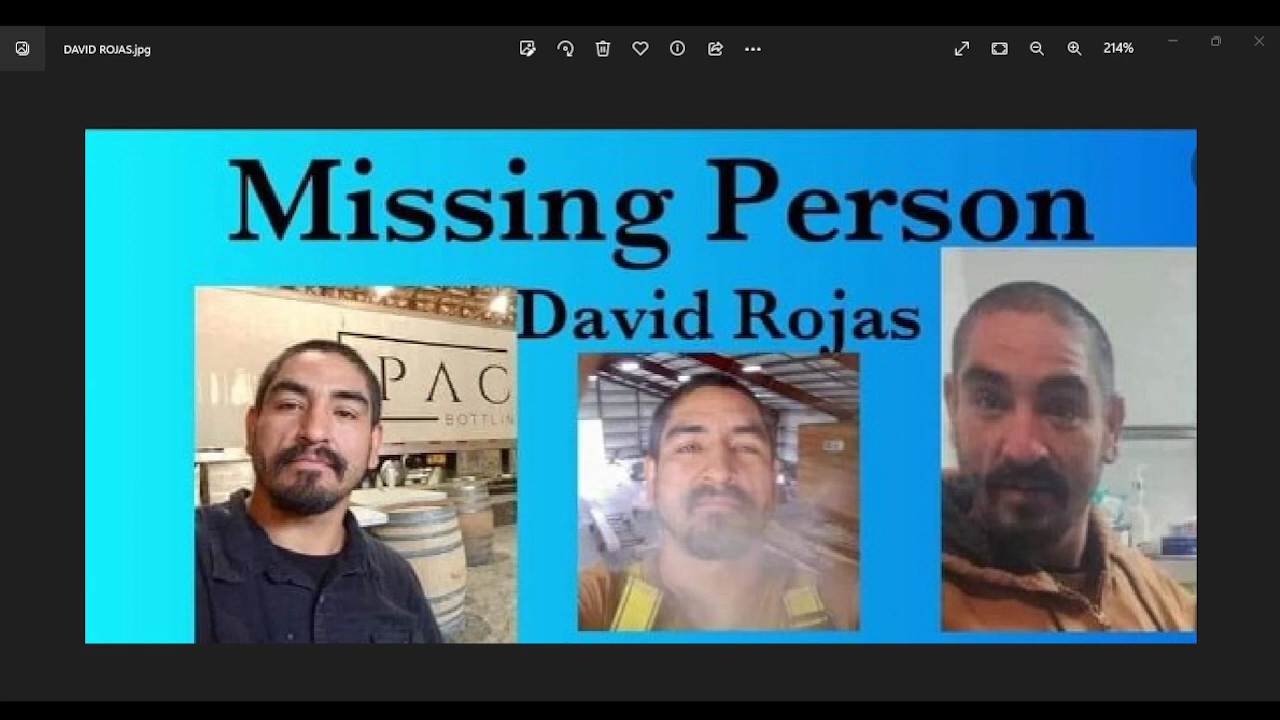 DAVID ROJAS.jpg
214%
Missing Person
David Rojas
PAC
BOTTLIN